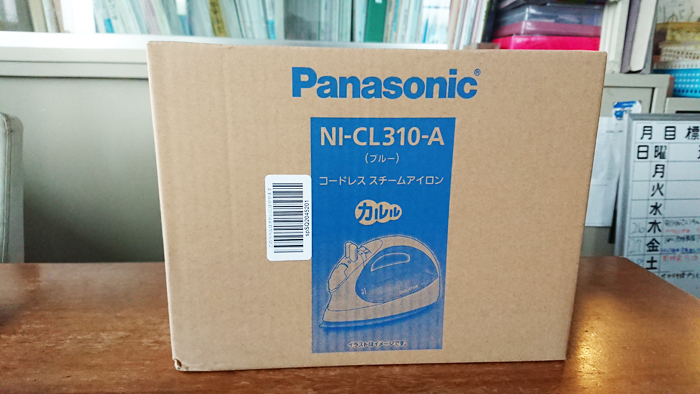 Panasonic®
NI-CL310-A
(ブルー)
コードレス スチームアイロン
カルル
イラストはイメージです。
月 目 標
日 曜
月
火
水
木
金
土